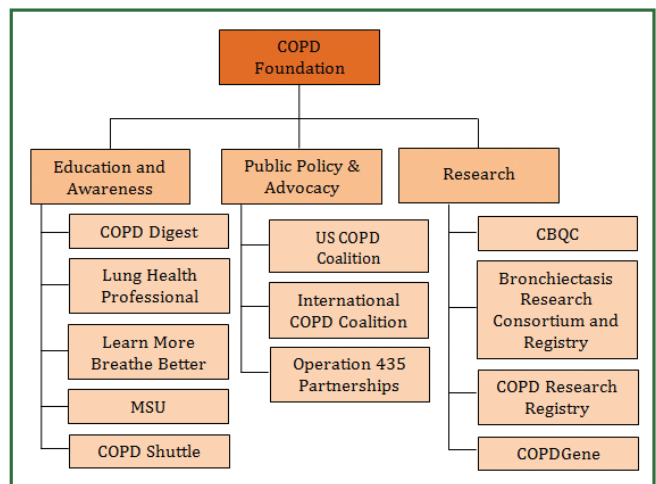 COPD
Foundation
Education and
Awareness
COPD Digest
Lung Health
Professional
Learn More
Breathe Better
MSU
COPD Shuttle
Public Policy &
Advocacy
US COPD
Coalition
International
COPD Coalition
Operation 435
Partnerships
Research
CBQC
Bronchiectasis
Research
Consortium and
Registry
COPD Research
Registry
COPDGene